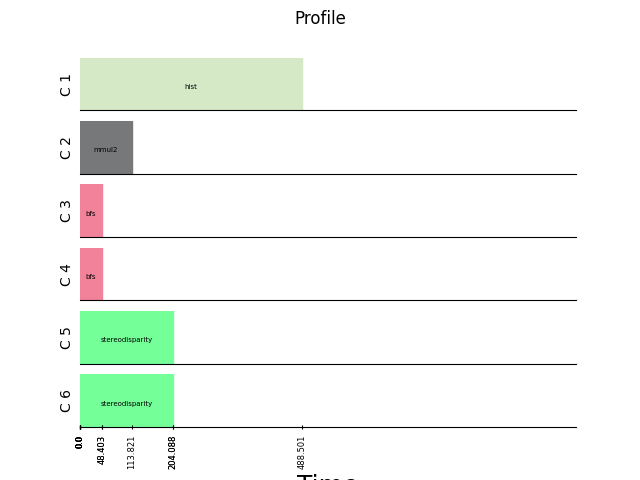 Profile
C 1
hist
C 2
mmul2
C 3
bfs
C 4
bfs
C 5
stereodisparity
C 6
stereodisparity
0.0
48.403
113.821
204.088
488.501
Time